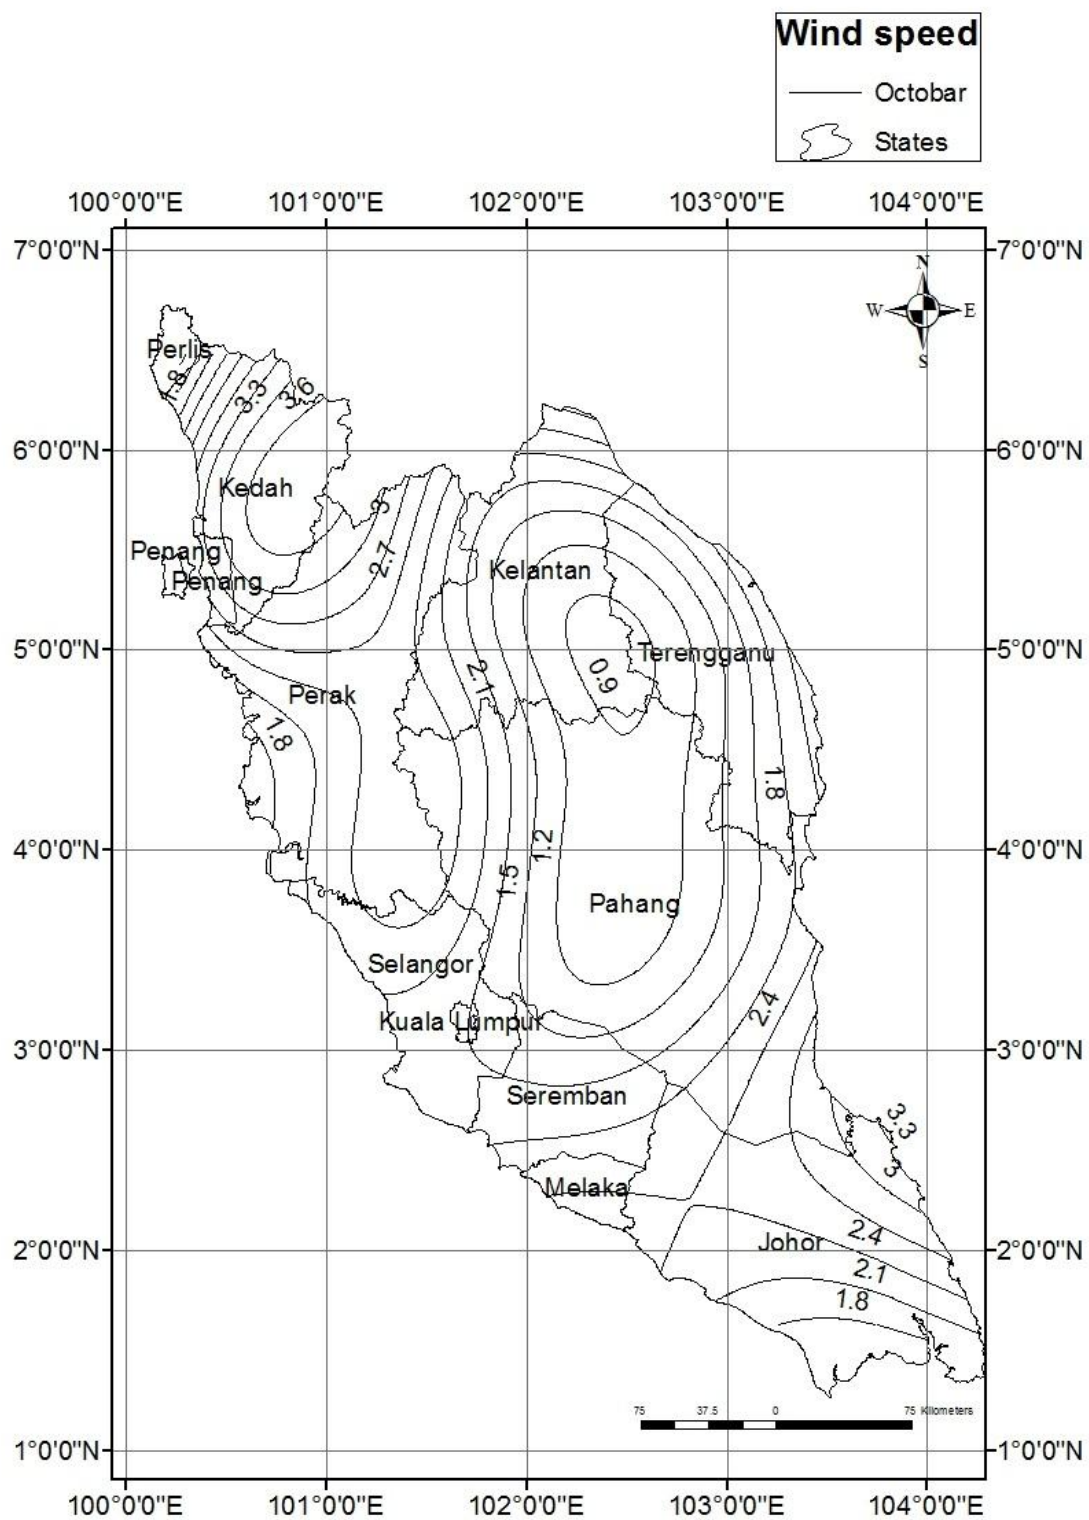 Wind speed
Octobar
States
100°0'0"E 101°0'0"E 102°0'0"E 103°0'0"E 104°0'0"E
7°0'0"N 7°0'0"N
N
W E
S
Perlis
1.8 3.3 3.6
6°0'0"N 6°0'0"N
Kedah
3
Penang 2.7
Penang
Kelantan
5°0'0"N Terengganu 5°0'0"N
2.1 0.9
Perak
1.8
1.8
4°0'0"N 1.2 4°0'0"N
1.5
Pahang
Selangor
2.4
Kuala Lumpur
3°0'0"N 3°0'0"N
Seremban
3.3
3
Melaka
2.4
2°0'0"N Johor 2°0'0"N
2.1
1.8
75 37.5 0 75 Kilometers
1°0'0"N 1°0'0"N
100°0'0"E 101°0'0"E 102°0'0"E 103°0'0"E 104°0'0"E